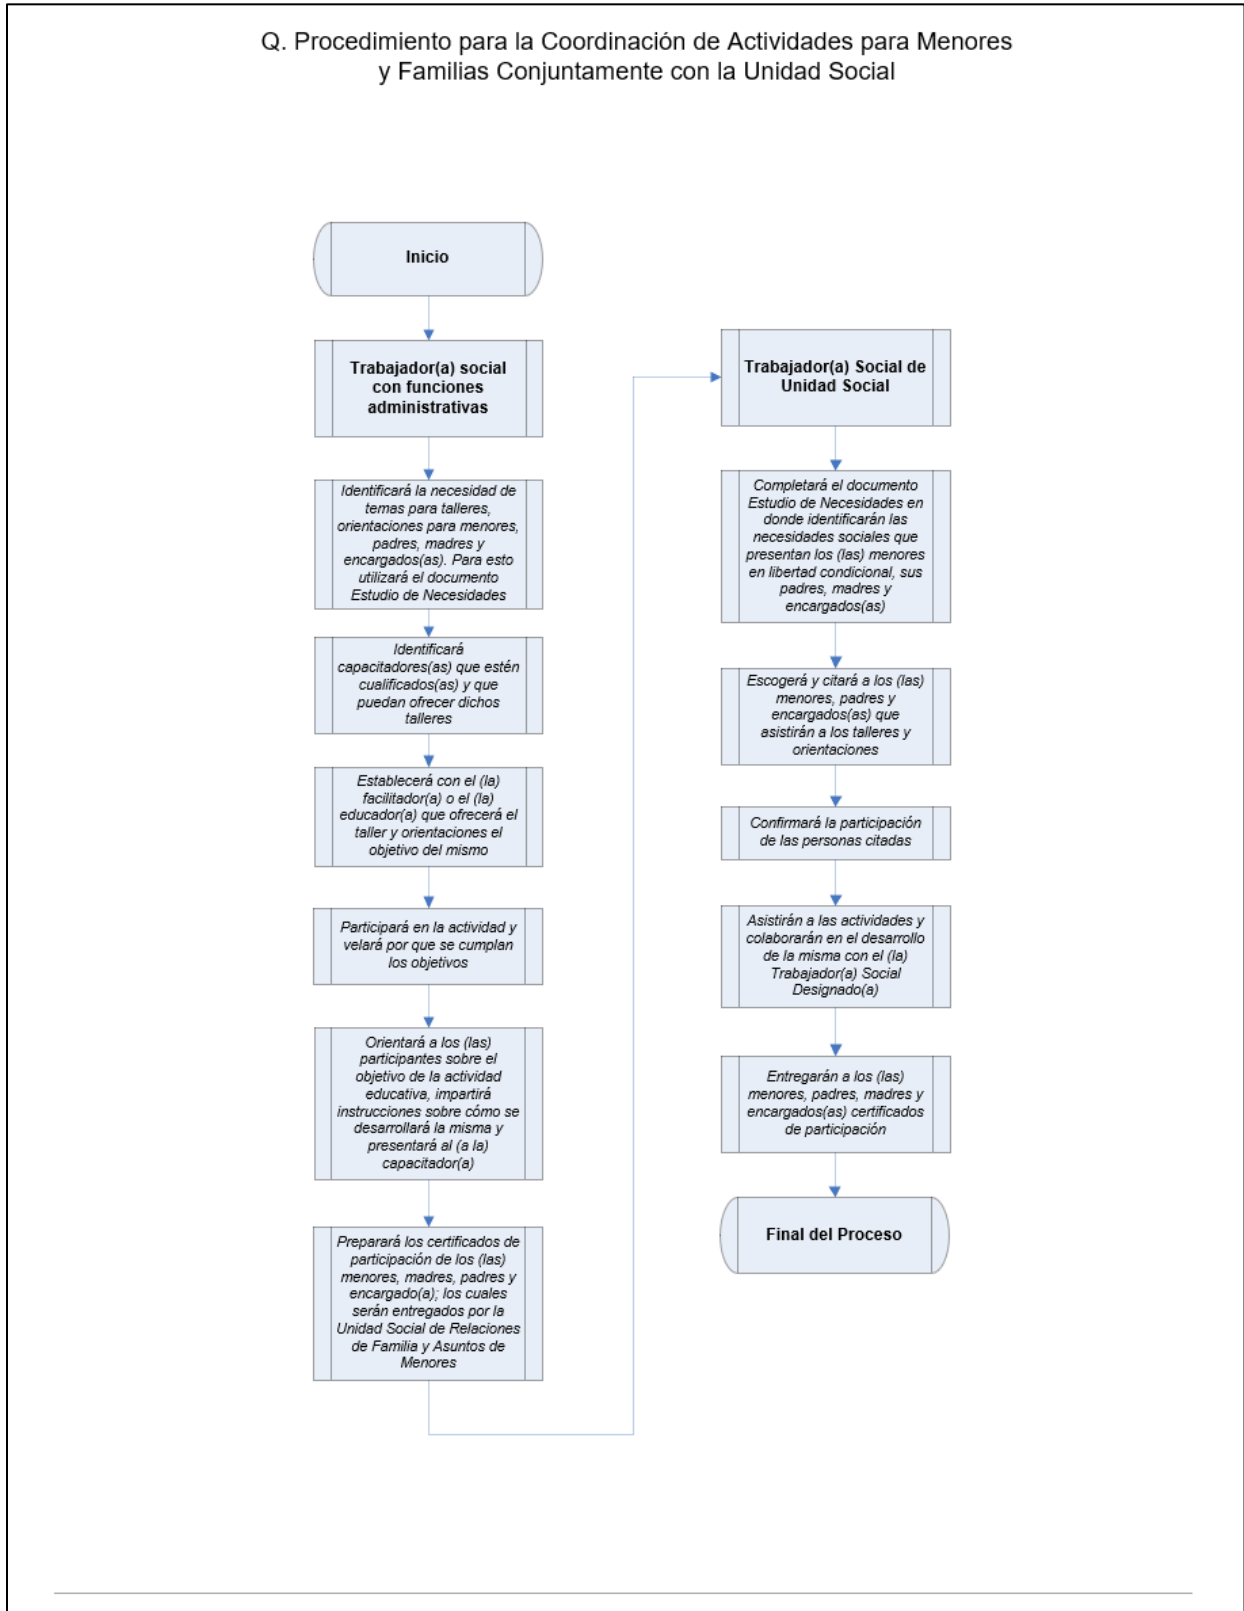 Q. Procedimiento para la Coordinación de Actividades para Menores
y Familias Conjuntamente con la Unidad Social
Inicio
Trabajador(a) social
con funciones
administrativas
Identificará la necesidad de
temas para talleres,
orientaciones para menores,
padres, madres y
encargados(as). Para esto
utilizará el documento
Estudio de Necesidades
Identificará
capacitadores(as) que estén
cualificados(as) y que
puedan ofrecer dichos
talleres
Establecerá con el (la)
facilitador(a) o el (la)
educador(a) que ofrecerá el
taller y orientaciones el
objetivo del mismo
Participará en la actividad y
velará por que se cumplan
los objetivos
Orientará a los (las)
participantes sobre el
objetivo de la actividad
educativa, impartirá
instrucciones sobre cómo se
desarrollará la misma y
presentará al (a la)
capacitador(a)
Preparará los certificados de
participación de los (las)
menores, madres, padres y
encargado(a); los cuales
serán entregados por la
Unidad Social de Relaciones
de Familia y Asuntos de
Menores
Trabajador(a) Social de
Unidad Social
Completará el documento
Estudio de Necesidades en
donde identificarán las
necesidades sociales que
presentan los (las) menores
en libertad condicional, sus
padres, madres y
encargados(as)
Escogerá y citará a los (las)
menores, padres y
encargados(as) que
asistirán a los talleres y
orientaciones
Confirmará la participación
de las personas citadas
Asistirán a las actividades y
colaborarán en el desarrollo
de la misma con el (la)
Trabajador(a) Social
Designado(a)
Entregarán a los (las)
menores, padres, madres y
encargados(as) certificados
de participación
Final del Proceso